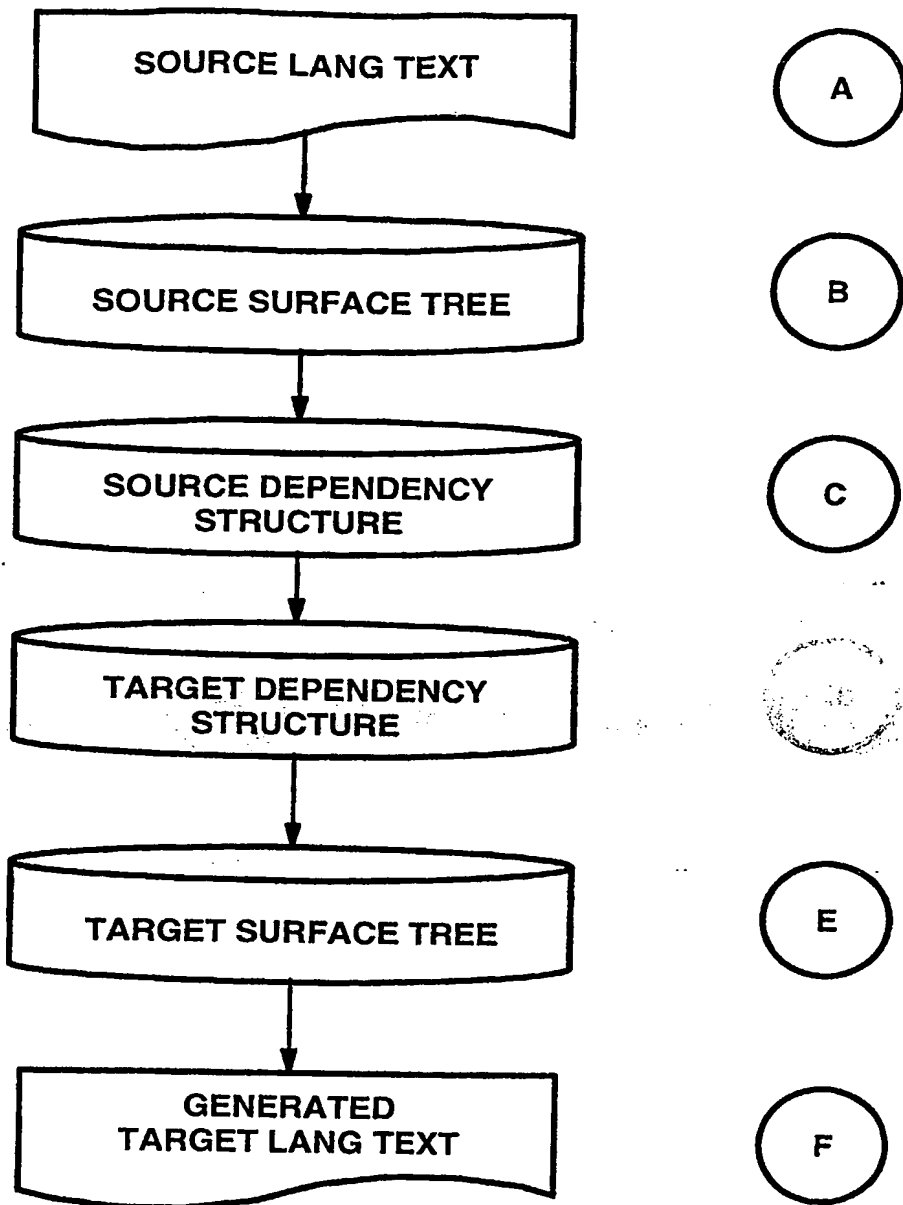 SOURCE LANG TEXT
A
SOURCE SURFACE TREE
B
SOURCE DEPENDENCY
STRUCTURE
C
TARGET DEPENDENCY
STRUCTURE
TARGET SURFACE TREE
E
GENERATED
TARGET LANG TEXT
F